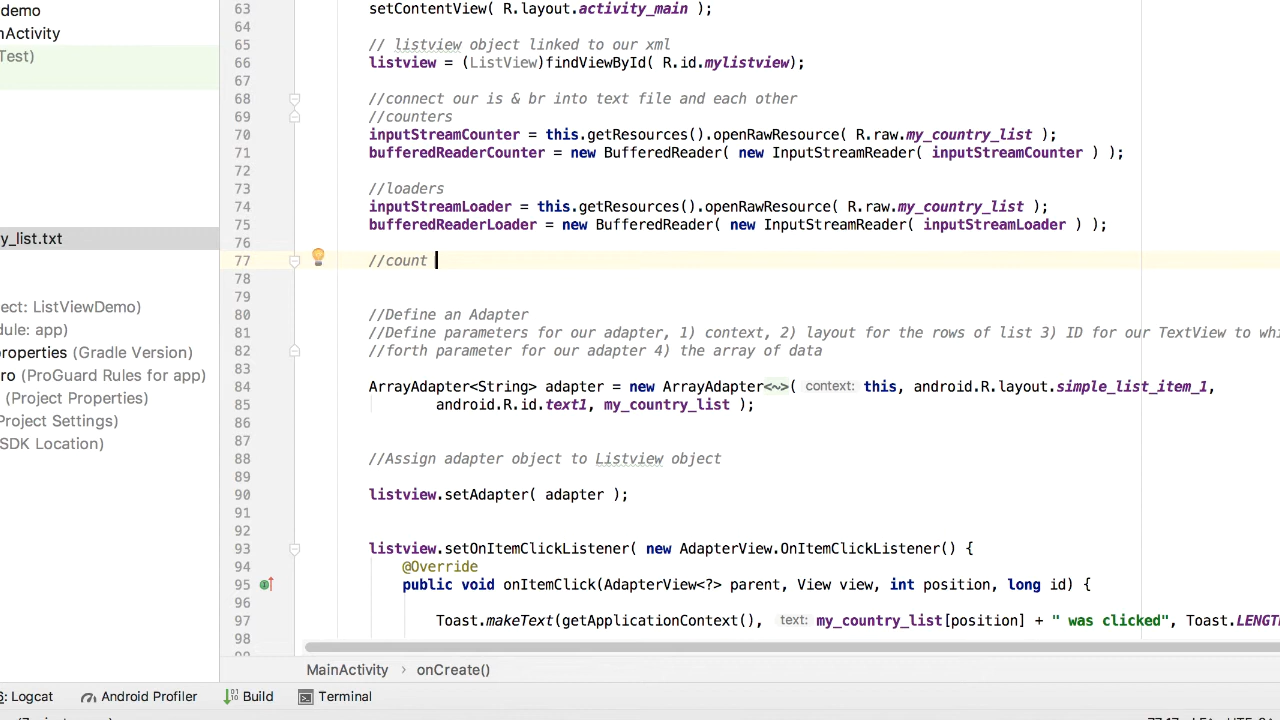 demo
nActivity
Test)
y_list.txt
ect: ListViewDemo)
dule: app)
roperties (Gradle Version)
ro (ProGuard Rules for app)
(Project Properties)
Project Settings)
SDK Location)
63 setContentView( R.layout.activity_main );
64
65 // listview object linked to our xml
66 listview = (ListView)findViewById( R.id.mylistview);
67
68 //connect our is & br into text file and each other
69 //counters
70 inputStreamCounter = this.getResources().openRawResource( R.raw.my_country_list );
71 bufferedReaderCounter = new BufferedReader( new InputStreamReader( inputStreamCounter ) );
72
73 //loaders
74 inputStreamLoader = this.getResources().openRawResource( R.raw.my_country_list );
75 bufferedReaderLoader = new BufferedReader( new InputStreamReader( inputStreamLoader ) );
76
77 //count
78
79
80 //Define an Adapter
81 //Define parameters for our adapter, 1) context, 2) layout for the rows of list 3) ID for our TextView to whi
82 //forth parameter for our adapter 4) the array of data
83
84 ArrayAdapter<String> adapter = new ArrayAdapter<~>( context: this, android.R.layout.simple_list_item_1,
85 android.R.id.text1, my_country_list );
86
87
88 //Assign adapter object to Listview object
89
90 listview.setAdapter( adapter );
91
92
93 listview.setOnItemClickListener( new AdapterView.OnItemClickListener() {
94 @Override
95 public void onItemClick(AdapterView<?> parent, View view, int position, long id) {
96
97 Toast.makeText(getApplicationContext(), text: my_country_list[position] + " was clicked", Toast.LENGT
98
MainActivity › onCreate()
6: Logcat Android Profiler Build Terminal